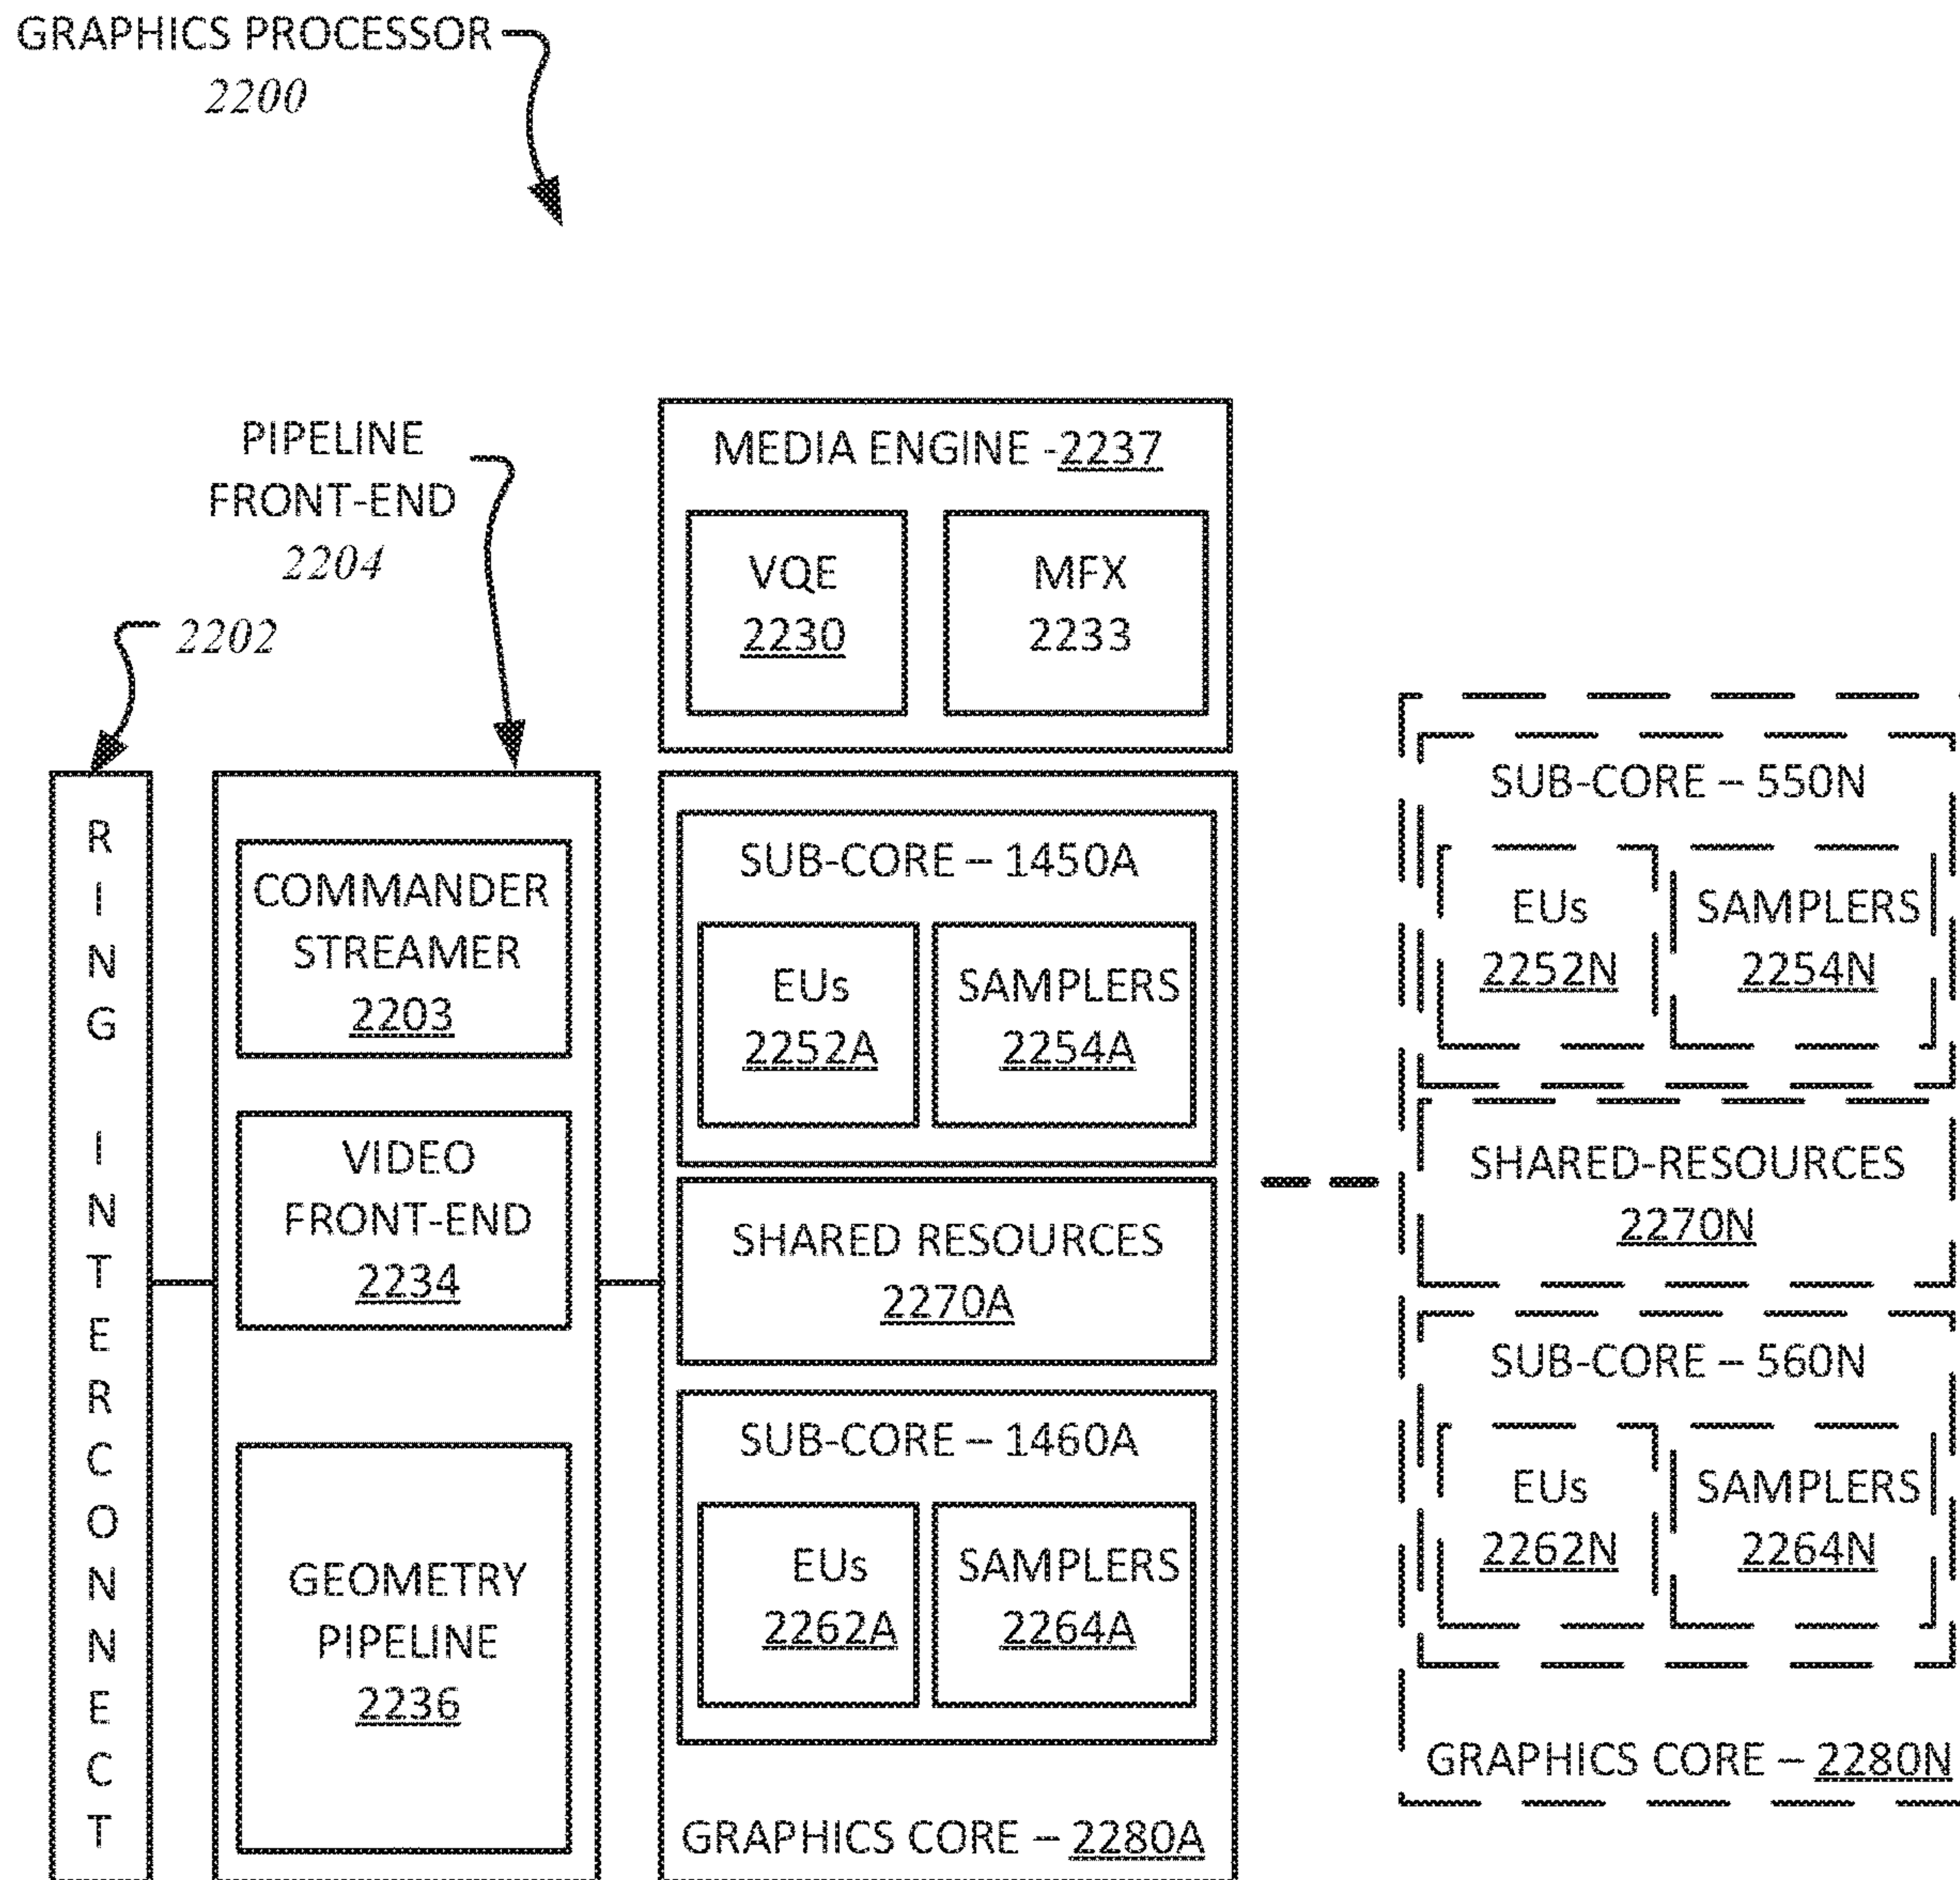 GRAPHICS PROCESSOR
2200
PIPELINE
FRONT-END
2204
2202
RING INTERCONNECT
COMMANDER
STREAMER
2203
VIDEO
FRONT-END
2234
GEOMETRY
PIPELINE
2236
MEDIA ENGINE -2237
VQE
2230
MFX
2233
SUB-CORE – 1450A
EUs
2252A
SAMPLERS
2254A
SHARED RESOURCES
2270A
SUB-CORE – 1460A
EUs
2262A
SAMPLERS
2264A
GRAPHICS CORE – 2280A
SUB-CORE – 550N
EUs
2252N
SAMPLERS
2254N
SHARED-RESOURCES
2270N
SUB-CORE – 560N
EUs
2262N
SAMPLERS
2264N
GRAPHICS CORE – 2280N